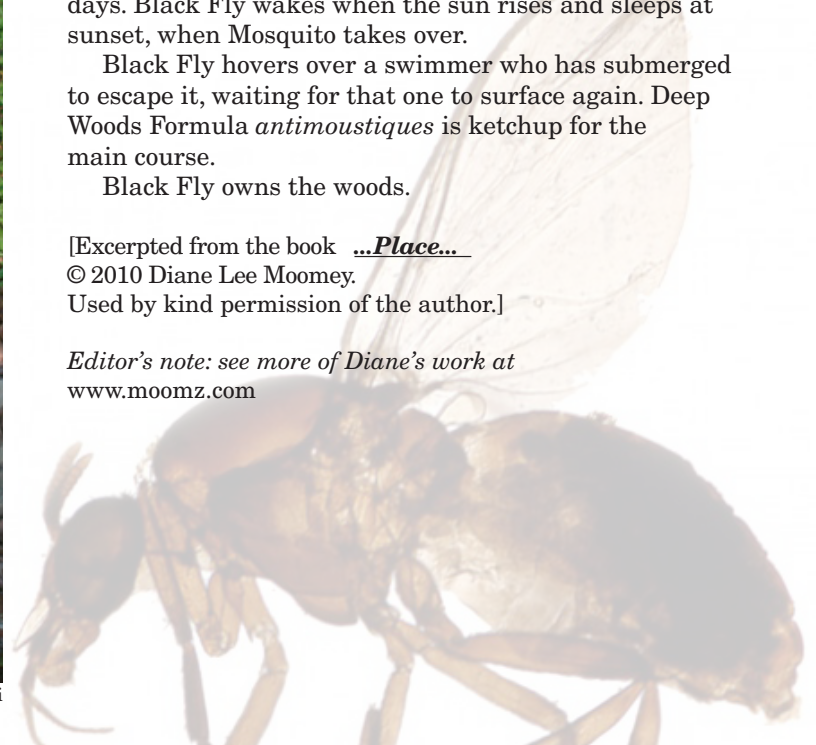 days. Black Fly wakes when the sun rises and sleeps at
sunset, when Mosquito takes over.
Black Fly hovers over a swimmer who has submerged
to escape it, waiting for that one to surface again. Deep
Woods Formula antimoustiques is ketchup for the
main course.
Black Fly owns the woods.
[Excerpted from the book ...Place...
© 2010 Diane Lee Moomey.
Used by kind permission of the author.]
Editor's note: see more of Diane's work at
www.moomz.com